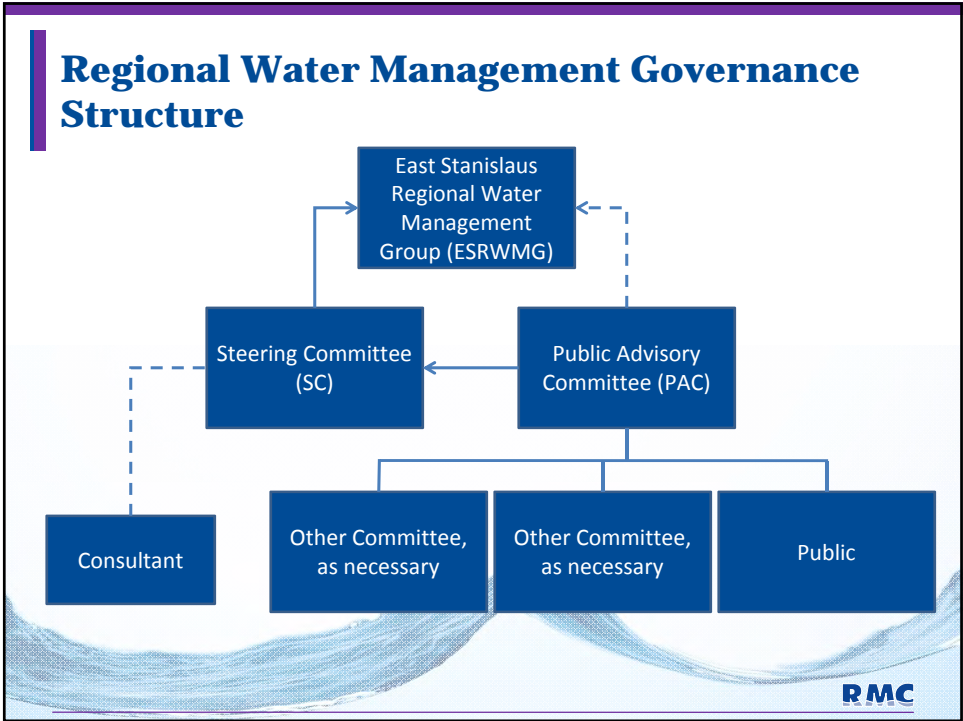 Regional Water Management Governance
Structure
East Stanislaus
Regional Water
Management
Group (ESRWMG)
Steering Committee
(SC)
Public Advisory
Committee (PAC)
Consultant
Other Committee,
as necessary
Other Committee,
as necessary
Public
RMC